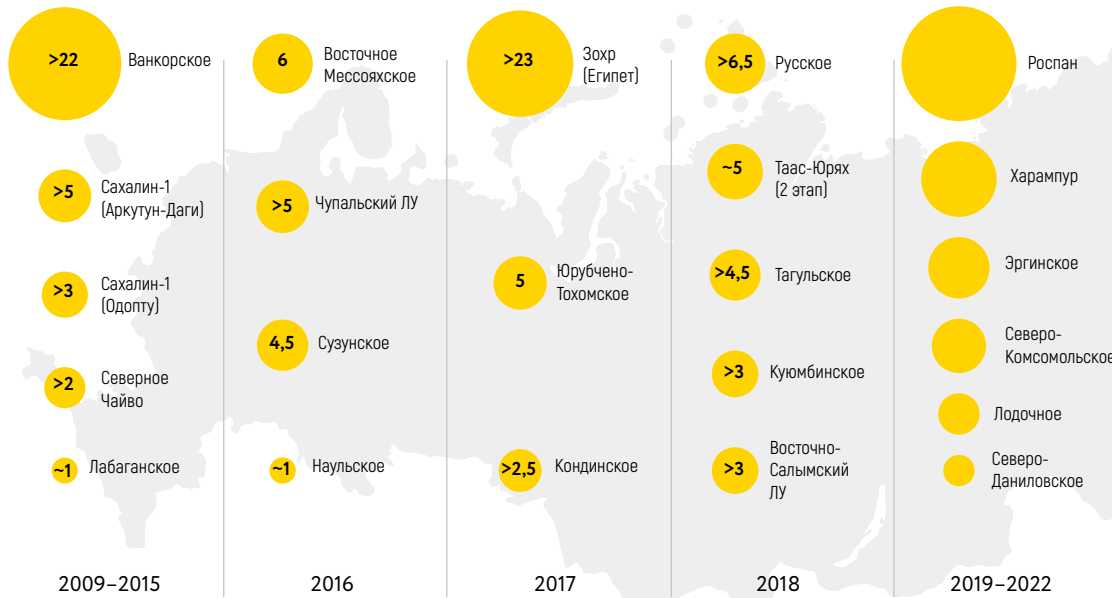 >22
Ванкорское
>5
Сахалин-1
(Аркутун-Даги)
>3
Сахалин-1
(Одопту)
>2
Северное
Чайво
~1
Лабаганское
2009–2015
6
Восточное
Мессояхское
>5
Чупальский ЛУ
4,5
Сузунское
~1
Наульское
2016
>23
Зохр
(Египет)
5
Юрубчено-
Тохомское
>2,5
Кондинское
2017
>6,5
Русское
~5
Таас-Юрях
(2 этап)
>4,5
Тагульское
>3
Куюмбинское
>3
Восточно-
Салымский
ЛУ
2018
Роспан
Харампур
Эргинское
Северо-
Комсомольское
Лодочное
Северо-
Даниловское
2019–2022